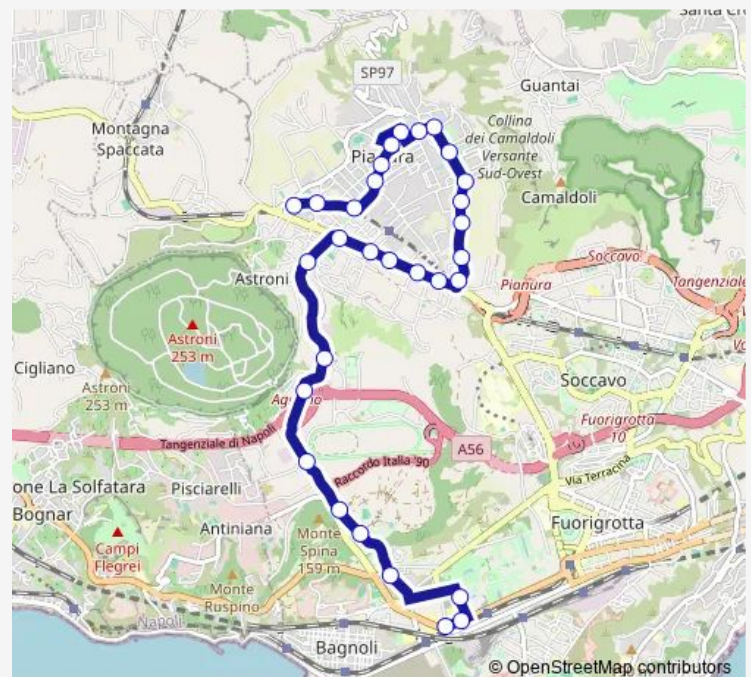 SP97
Guantai
Montagna
Spaccata
Collina
dei Camaldoli
Versante
Sud-Ovest
Camaldoli
Soccavo
Pianura
Tangenziale
Astroni
Astroni
253 m
Cigliano
Astroni
253 m
Soccavo
Fuorigrotta
10
A56
Tangenziale di Napoli
Raccordo Italia '90
Via Terracina
one La Solfatara
Bognar
Pisciarelli
Antiniana
Fuorigrotta
Campi
Flegrei
Monte
Spina
159 m
Monte
Ruspino
Napoli
Bagnoli
© OpenStreetMap contributors